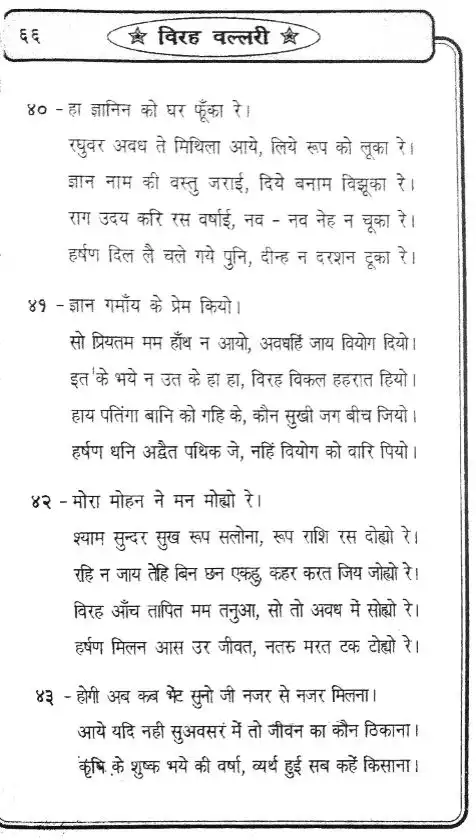 ६६
★ विरह वल्लरी ★
४० - हा ज्ञानिन को घर फूँका रे।
रघुवर अवध ते मिथिला आये, लिये रूप को लूका रे।
ज्ञान नाम की वस्तु जराई, दिये बनाम विझूका रे।
राग उदय करि रस वर्षाई, नव - नव नेह न चूका रे।
हर्षण दिल लै चले गये पुनि, दीन्ह न दरशन टूका रे।
४१ - ज्ञान गमाँय के प्रेम कियो।
सो प्रियतम मम हाँथ न आयो, अवघहिं जाय वियोग दियो।
इत के भये न उत के हा हा, विरह विकल हहरात हियो।
हाय पतिंगा बानि को गहि के, कौन सुखी जग बीच जियो।
हर्षण धनि अद्वैत पथिक जे, नहिं वियोग को वारि पियो।
४२ - मोरा मोहन ने मन मोह्यो रे।
श्याम सुन्दर सुख रूप सलोना, रूप राशि रस दोह्यो रे।
रहि न जाय तेहि बिन छन एकहु, कहर करत जिय जोह्यो रे।
विरह आँच तापित मम तनुआ, सो तो अवध में सोह्यो रे।
हर्षण मिलन आस उर जीवत, नतरु मरत टक टोह्यो रे।
४३ - होगी अब कब भेंट सुनो जी नजर से नजर मिलना।
आये यदि नही सुअवसर में तो जीवन का कौन ठिकाना।
कृषि के शुष्क भये की वर्षा, व्यर्थ हुई सब कहें किसाना।